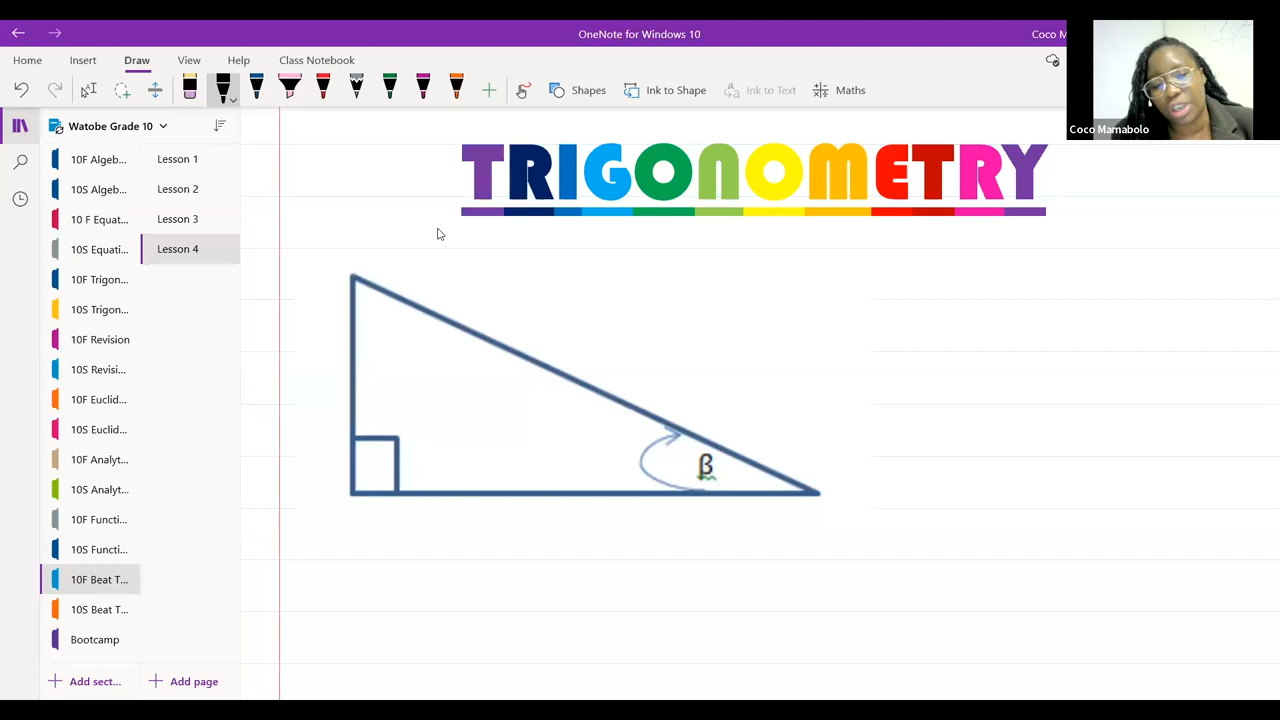 OneNote for Windows 10
Coco M
Home
Insert
Draw
View
Help
Class Notebook
Shapes
Ink to Shape
Ink to Text
Maths
Coco Mamabolo
Watobe Grade 10
10F Algeb...
10S Algeb...
10 F Equat...
10S Equati...
10F Trigon...
10S Trigon...
10F Revision
10S Revisi...
10F Euclid...
10S Euclid...
10F Analyt...
10S Analyt...
10F Functi...
10S Functi...
10F Beat T...
10S Beat T...
Bootcamp
Add sect...
Lesson 1
Lesson 2
Lesson 3
Lesson 4
Add page
TRIGONOMETRY
β